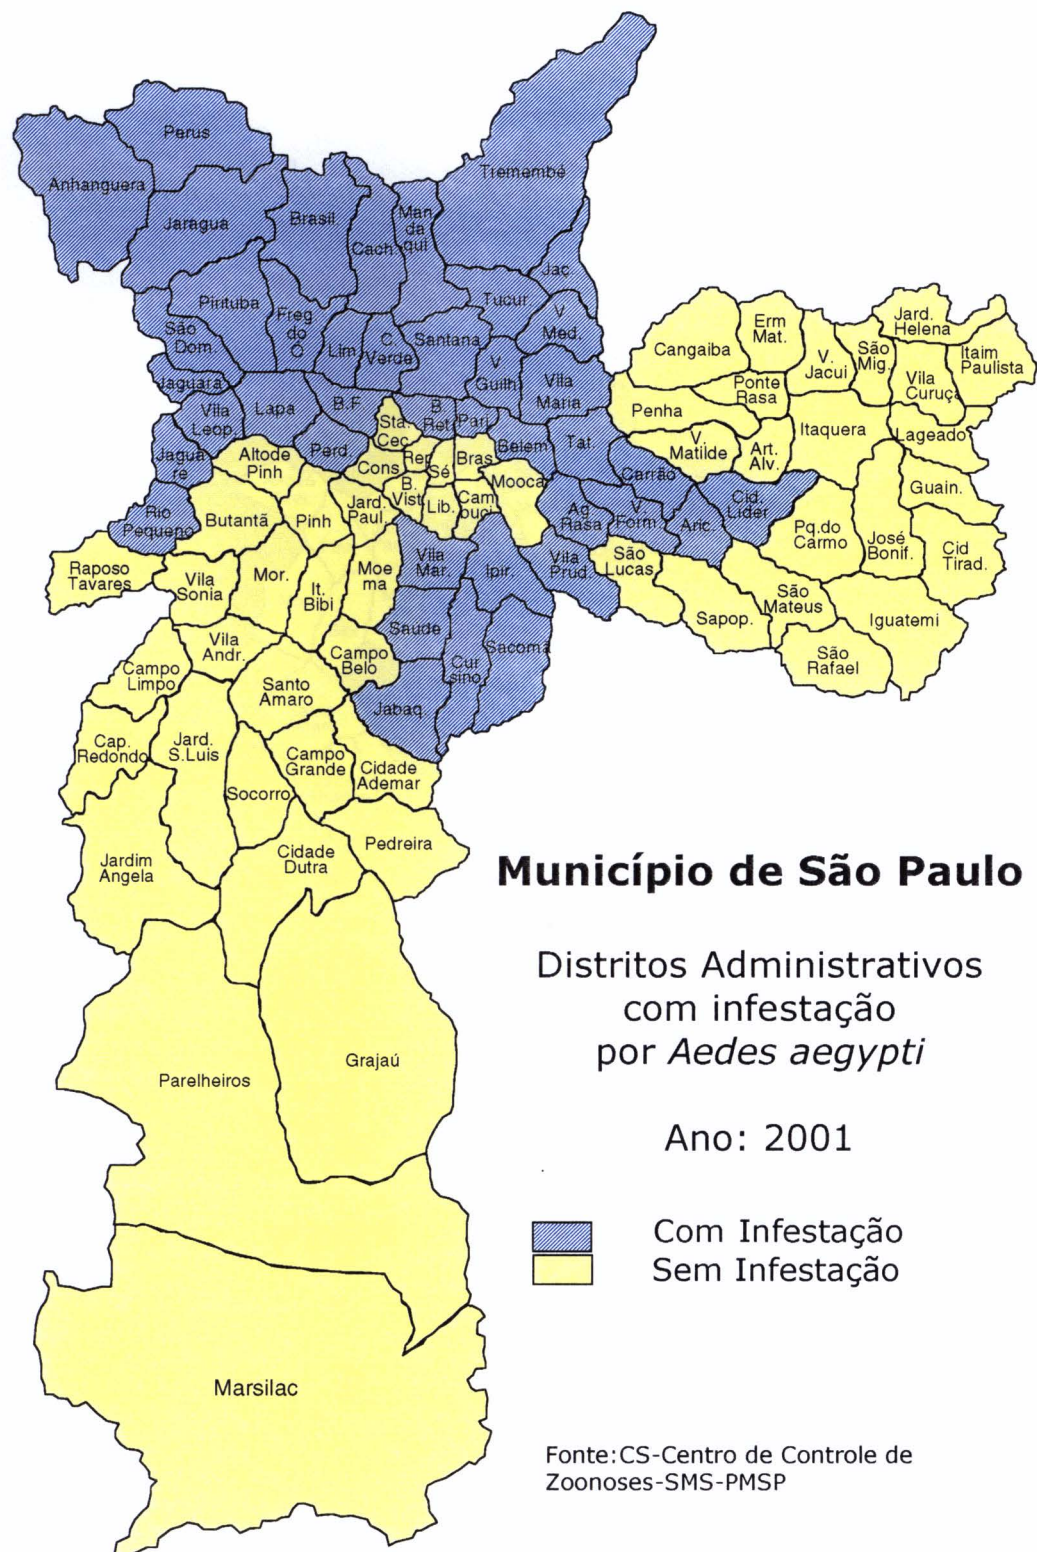 Perus
Anhanguera
Jaragua
Brasil.
Cach.
Man
da
qui
Tremembé
Jaç.
Pirituba
Freg
do
Ó
São
Dom.
Lim.
C.
Verde
Santana
Tucur.
V.
Med.
V.
Guilh
Vila
Maria
Jaguara
Vila
Leop.
Lapa
B.F.
Perd.
B.
Ret.
Pari
Belem
Tat.
Carrão
Jagua
re
Rio
Pequeno
Altode
Pinh
Sta.
Cec
Cons
Rep
Sé
Bras
Mooca
B.
Vist
Lib.
Cam
buci
Butantã
Pinh
Jard.
Paul.
Ag
Rasa
V.
Form.
Aric.
Cid.
Lider
Cangaiba
Erm
Mat.
V.
Jacui
São
Mig.
Jard.
Helena
Itaim
Paulista
Vila
Curuça
Ponte
Rasa
Penha
V.
Matilde
Art.
Alv.
Itaquera
Lageado
Guain.
Pq.do
Carmo
José
Bonif.
Cid
Tirad.
Raposo
Tavares
Vila
Sonia
Mor.
It.
Bibi
Moe
ma
Vila
Mar.
Ipir.
Vila
Prud.
São
Lucas
Sapop.
São
Mateus
Iguatemi
São
Rafael
Saude
Cur
sino
Sacomã
Jabaq.
Campo
Belo
Vila
Andr.
Campo
Limpo
Santo
Amaro
Cap.
Redondo
Jard.
S.Luis
Socorro
Campo
Grande
Cidade
Ademar
Jardim
Angela
Cidade
Dutra
Pedreira
Município de São Paulo
Distritos Administrativos
com infestação
por Aedes aegypti
Ano: 2001
Grajaú
Parelheiros
Com Infestação
Sem Infestação
Marsilac
Fonte:CS-Centro de Controle de
Zoonoses-SMS-PMSP